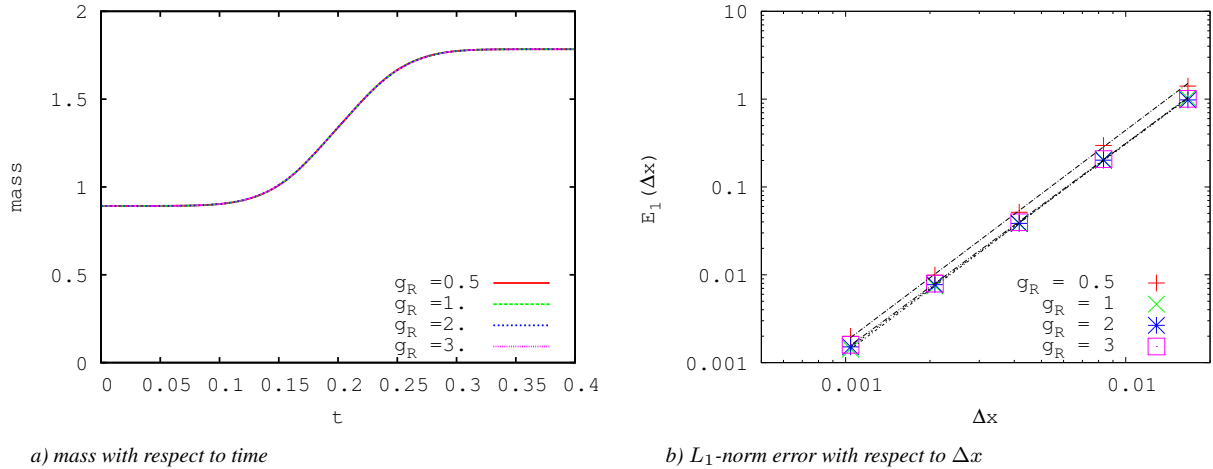 2
1.5
1
0.5
0
mass
0 0.05 0.1 0.15 0.2 0.25 0.3 0.35 0.4
t
g_R =0.5
g_R =1.
g_R =2.
g_R =3.
a) mass with respect to time
10
1
0.1
0.01
0.001
E_1 (Δx)
0.001 0.01
Δx
g_R = 0.5
g_R = 1
g_R = 2
g_R = 3
b) L_1-norm error with respect to Δx